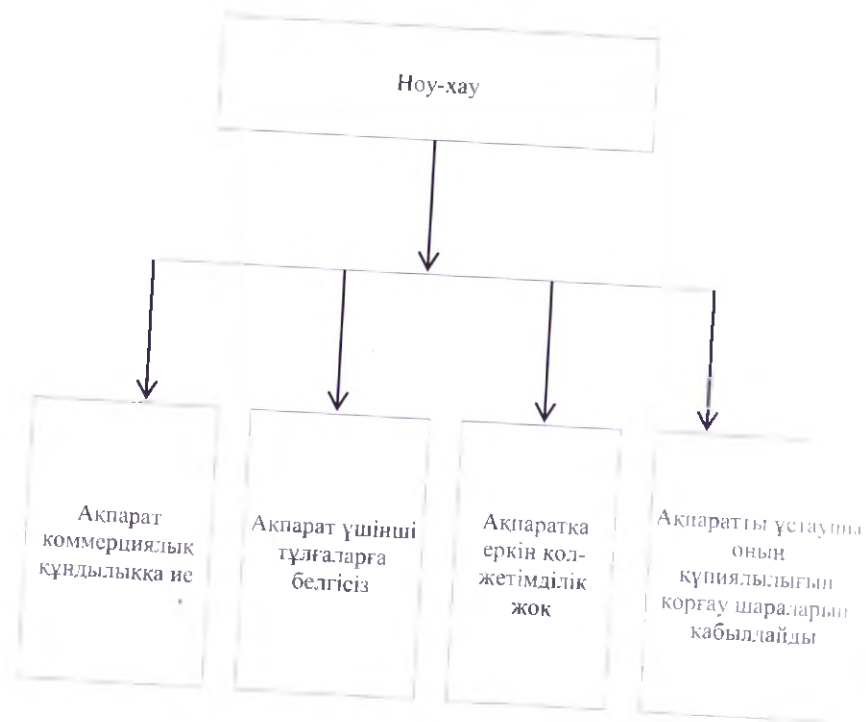 Ноу-хау
Ақпарат
коммерциялық
құндылыққа ие
Ақпарат үшінші
тұлғаларға
белгісіз
Ақпаратқа
еркін қол-
жетімділік
жоқ
Ақпаратты ұстаушы
оның
құпиялылығын
қорғау шараларын
қабылдайды